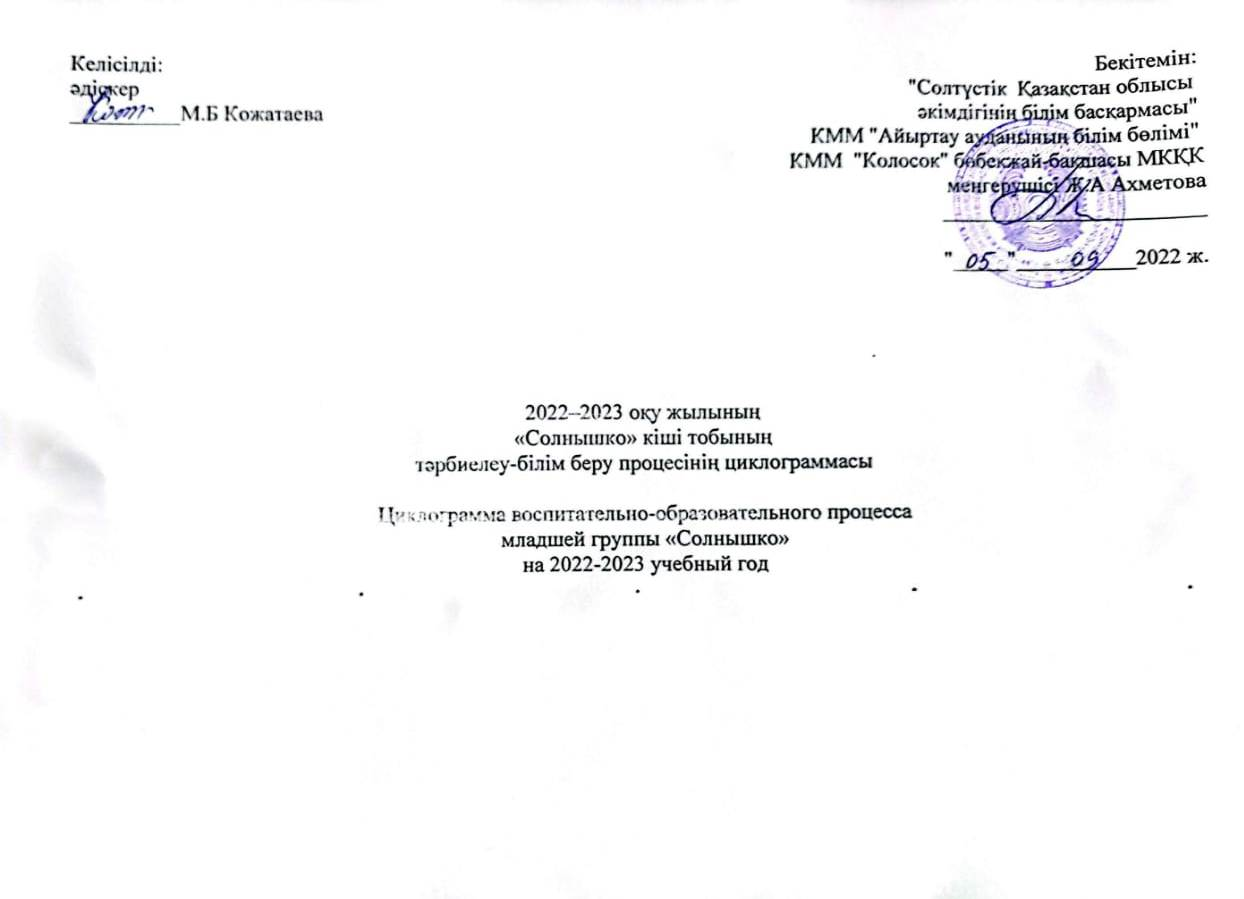 Келісілді:
әдіскер
___________М.Б Кожатаева
Бекітемін:
"Солтүстік Қазақстан облысы
әкімдігінің білім басқармасы"
КММ "Айыртау ауданының білім бөлімі"
КММ "Колосок" бөбекжай-бақшасы МКҚК
меңгерушісі Ж.А Ахметова
" 05 " 09 2022 ж.
2022–2023 оқу жылының
«Солнышко» кіші тобының
тәрбиелеу-білім беру процесінің циклограммасы
Циклограмма воспитательно-образовательного процесса
младшей группы «Солнышко»
на 2022-2023 учебный год